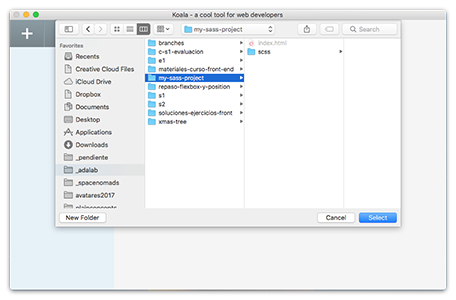 Koala - a cool tool for web developers
my-sass-project
Search
Favorites
Recents
Creative Cloud Files
iCloud Drive
Dropbox
Documents
Desktop
Applications
Downloads
_pendiente
_adalab
_spacenomads
avatares2017
branches
c-s1-evaluacion
e1
materiales-curso-front-end
my-sass-project
repaso-flexbox-y-position
s1
s2
soluciones-ejercicios-front
xmas-tree
index.html
scss
New Folder
Cancel
Select